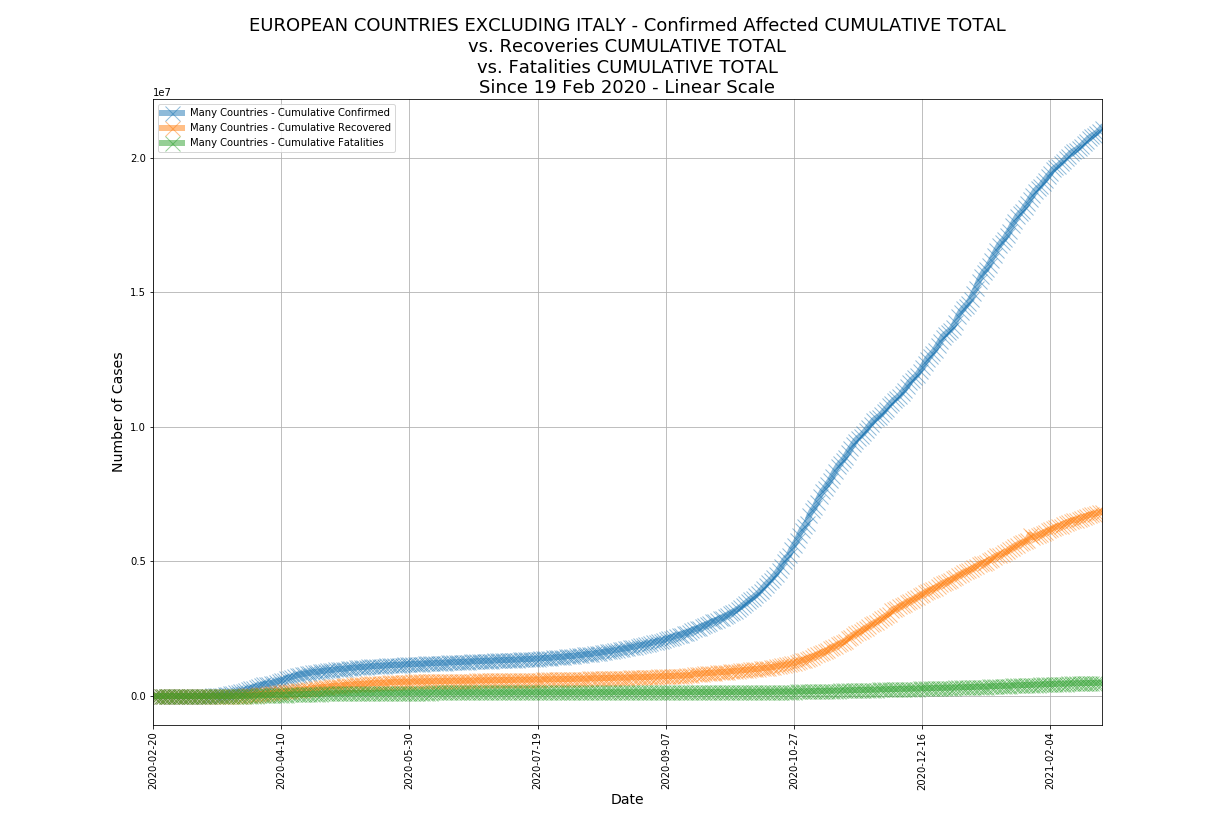 EUROPEAN COUNTRIES EXCLUDING ITALY - Confirmed Affected CUMULATIVE TOTAL
vs. Recoveries CUMULATIVE TOTAL
vs. Fatalities CUMULATIVE TOTAL
Since 19 Feb 2020 - Linear Scale
1e7
Many Countries - Cumulative Confirmed
Many Countries - Cumulative Recovered
Many Countries - Cumulative Fatalities
2.0
1.5
1.0
0.5
0.0
Number of Cases
2020-02-20
2020-04-10
2020-05-30
2020-07-19
2020-09-07
2020-10-27
2020-12-16
2021-02-04
Date